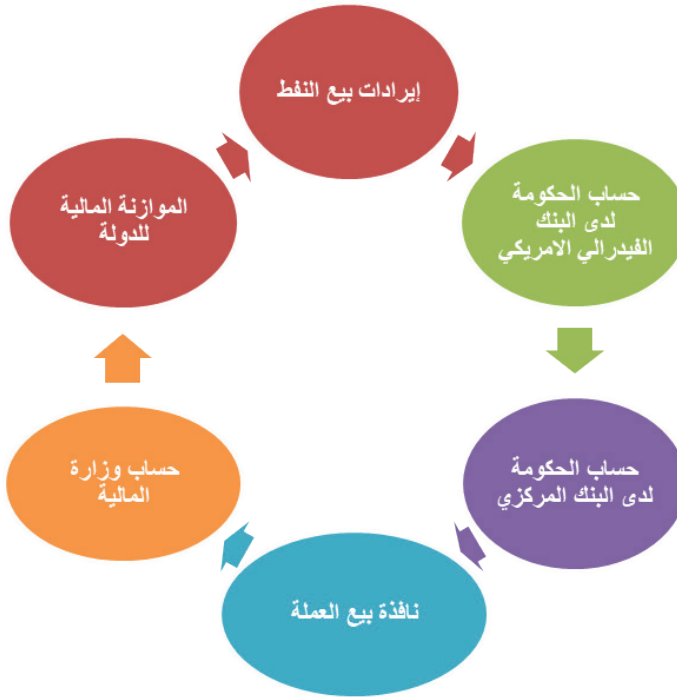 إيرادات بيع النفط
حساب الحكومة
لدى البنك
الفيدرالي الامريكي
حساب الحكومة
لدى البنك المركزي
نافذة بيع العملة
حساب وزارة
المالية
الموازنة المالية
للدولة